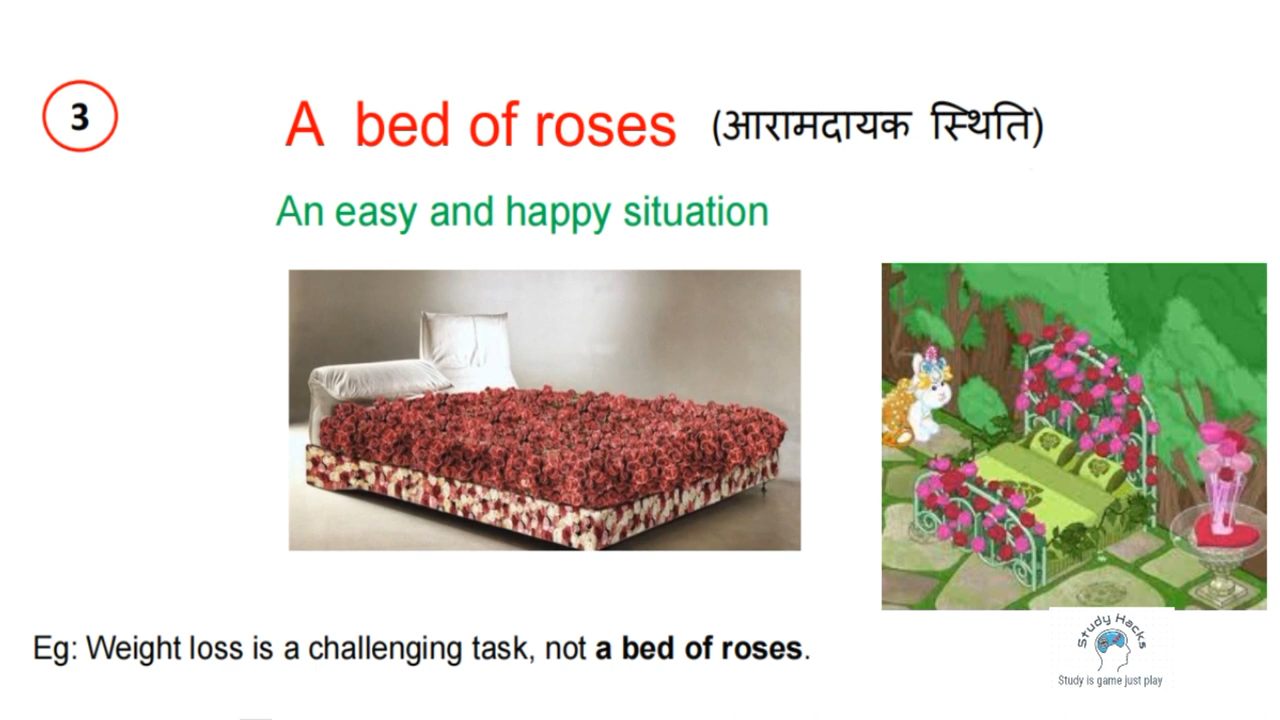 3
A bed of roses (आरामदायक स्थिति)
An easy and happy situation
Eg: Weight loss is a challenging task, not a bed of roses.
Study Hacks
Study is game just play